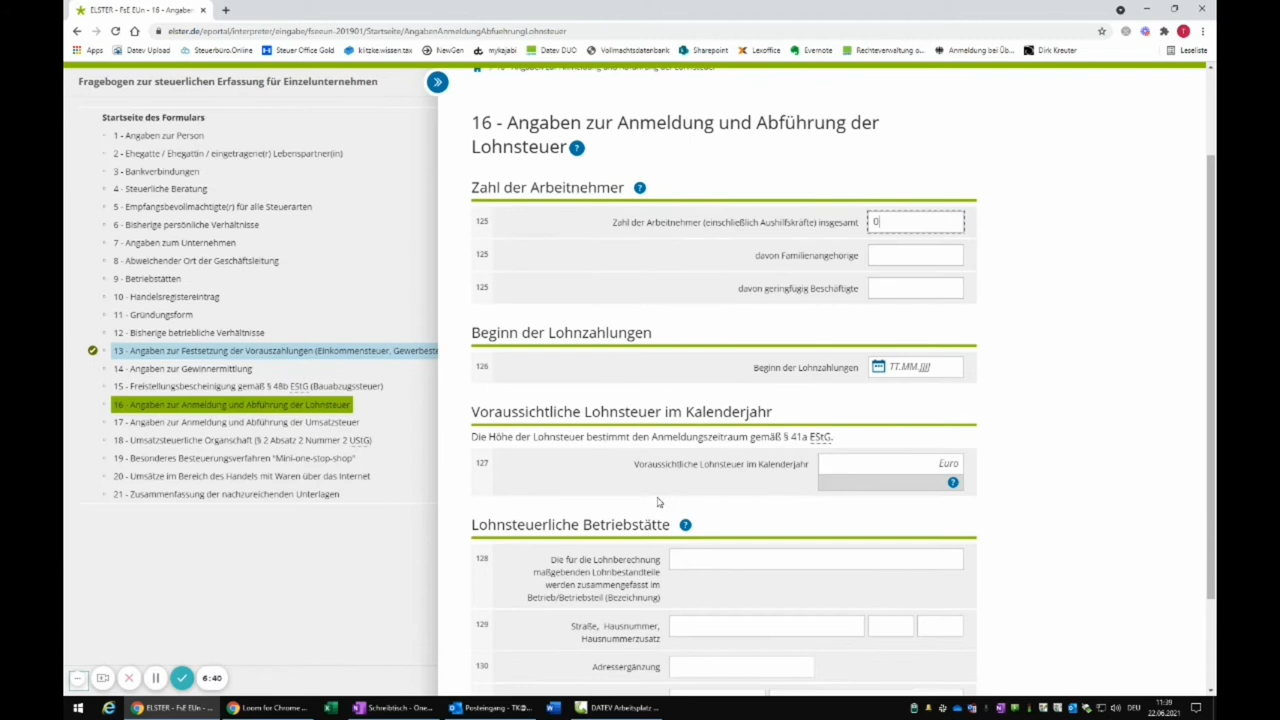 ELSTER - FsE EUn - 16 - Angaben
elster.de/eportal/interpreter/eingabe/fseeun-201901/Startseite/AngabenAnmeldungAbfuehrungLohnsteuer
Apps Datev Upload Steuerbüro.Online Steuer Office Gold klitzke.wissen.tax NewGen mykajabi Datev DUO Vollmachtsdatenbank Sharepoint Lexoffice Evernote Rechteverwaltung o... Anmeldung bei Üb... Dirk Kreuter Leseliste
Fragebogen zur steuerlichen Erfassung für Einzelunternehmen
Startseite des Formulars
1 - Angaben zur Person
2 - Ehegatte / Ehegattin / eingetragene(r) Lebenspartner(in)
3 - Bankverbindungen
4 - Steuerliche Beratung
5 - Empfangsbevollmächtigte(r) für alle Steuerarten
6 - Bisherige persönliche Verhältnisse
7 - Angaben zum Unternehmen
8 - Abweichender Ort der Geschäftsleitung
9 - Betriebstätten
10 - Handelsregistereintrag
11 - Gründungsform
12 - Bisherige betriebliche Verhältnisse
13 - Angaben zur Festsetzung der Vorauszahlungen (Einkommensteuer, Gewerbeste
14 - Angaben zur Gewinnermittlung
15 - Freistellungsbescheinigung gemäß § 48b EStG (Bauabzugssteuer)
16 - Angaben zur Anmeldung und Abführung der Lohnsteuer
17 - Angaben zur Anmeldung und Abführung der Umsatzsteuer
18 - Umsatzsteuerliche Organschaft (§ 2 Absatz 2 Nummer 2 UStG)
19 - Besonderes Besteuerungsverfahren "Mini-one-stop-shop"
20 - Umsätze im Bereich des Handels mit Waren über das Internet
21 - Zusammenfassung der nachzureichenden Unterlagen
16 - Angaben zur Anmeldung und Abführung der
Lohnsteuer ?
Zahl der Arbeitnehmer ?
125 Zahl der Arbeitnehmer (einschließlich Aushilfskräfte) insgesamt 0
125 davon Familienangehörige
125 davon geringfügig Beschäftigte
Beginn der Lohnzahlungen
126 Beginn der Lohnzahlungen TT.MM.JJJJ
Voraussichtliche Lohnsteuer im Kalenderjahr
Die Höhe der Lohnsteuer bestimmt den Anmeldungszeitraum gemäß § 41a EStG.
127 Voraussichtliche Lohnsteuer im Kalenderjahr Euro
?
Lohnsteuerliche Betriebstätte ?
128 Die für die Lohnberechnung
maßgebenden Lohnbestandteile
werden zusammengefasst im
Betrieb/Betriebsteil (Bezeichnung)
129 Straße, Hausnummer,
Hausnummerzusatz
130 Adressergänzung
6:40
ELSTER - FsE EUn - ... Loom for Chrome ... Schreibtisch - One... Posteingang - TK@... DATEV Arbeitsplatz ... DEU
11:39
22.06.2021